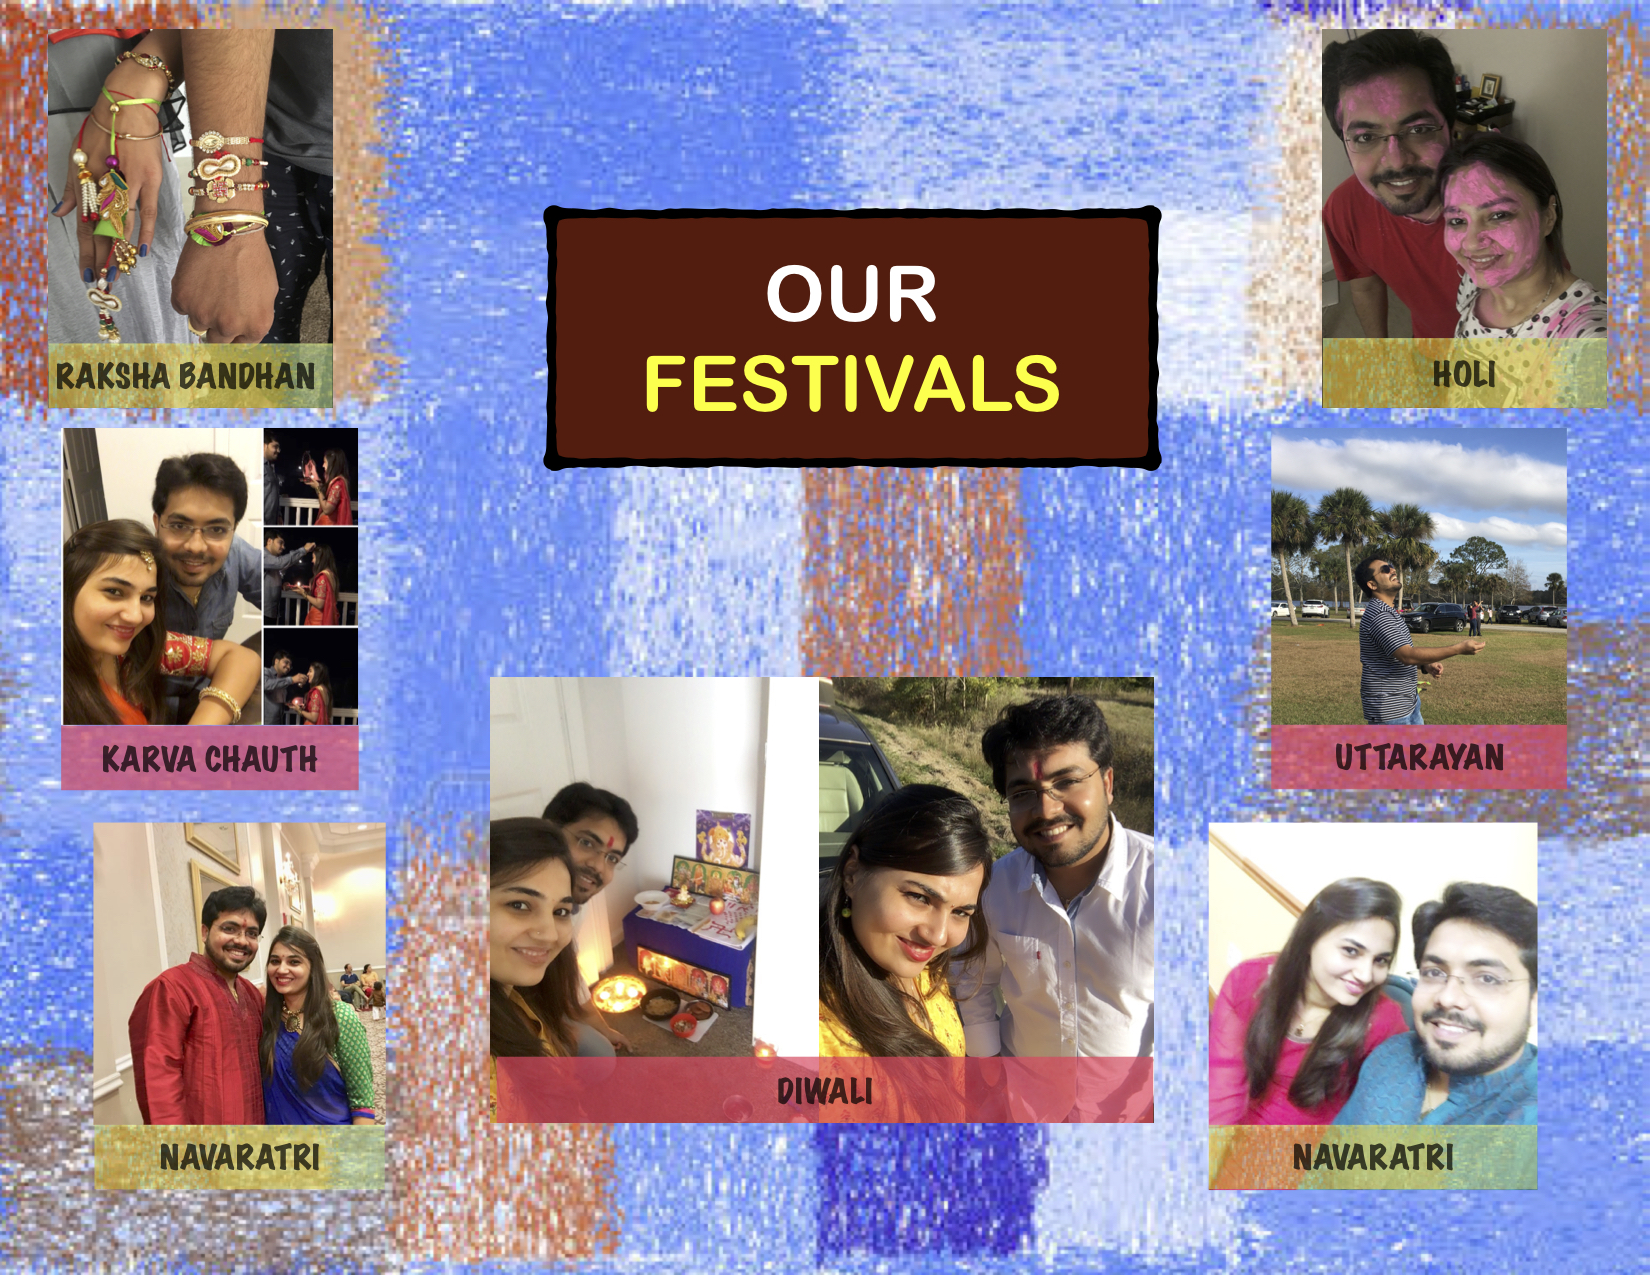 OUR
FESTIVALS
RAKSHA BANDHAN
HOLI
KARVA CHAUTH
UTTARAYAN
DIWALI
NAVARATRI
NAVARATRI